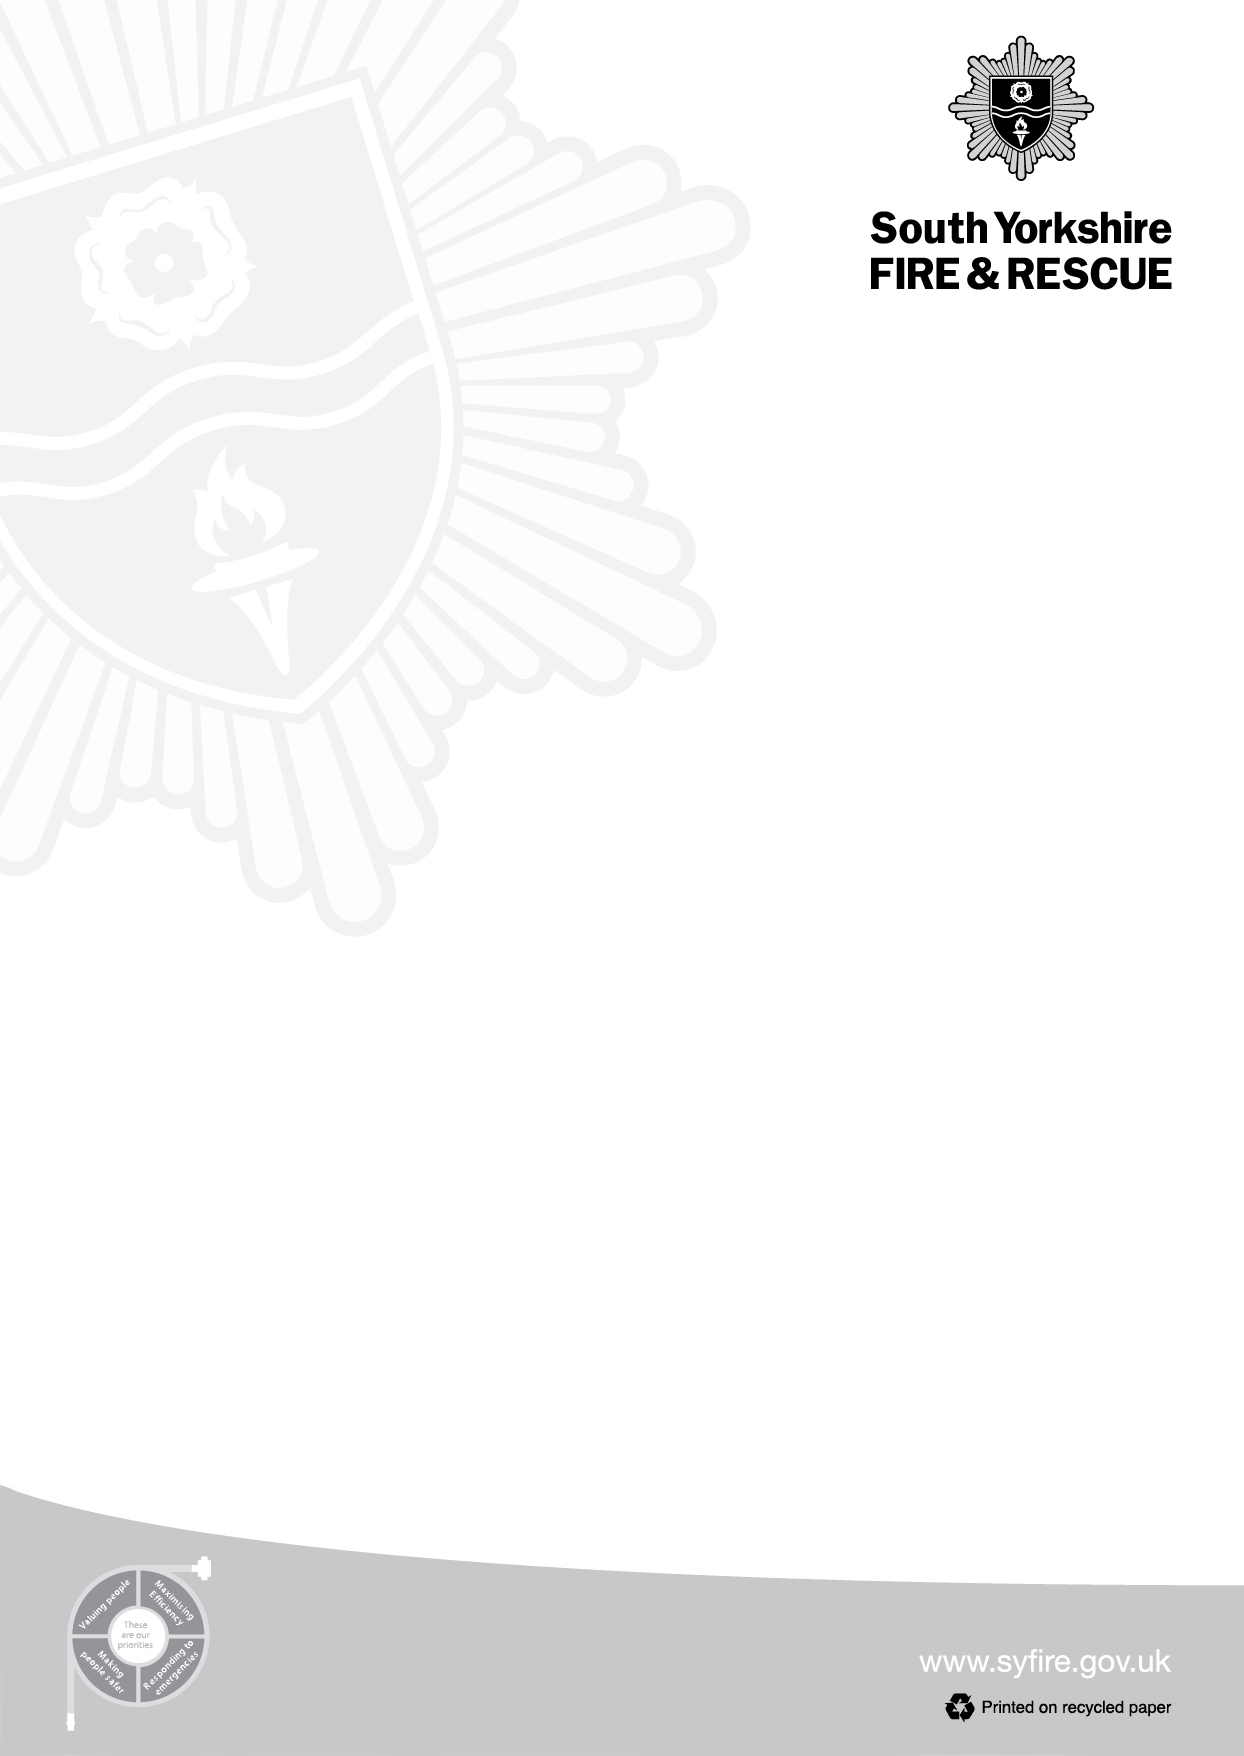 South Yorkshire
FIRE & RESCUE
Valuing people
Maximising
Efficiency
These
are our
priorities
Making
people safer
Responding to
emergencies
www.syfire.gov.uk
Printed on recycled paper